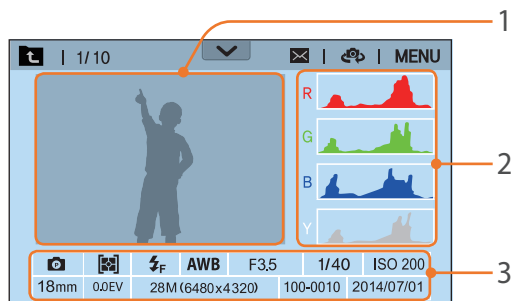 1
1/10 MENU
R
G
B
Y
2
P F AWB F3.5 1/40 ISO 200
3
18mm 0.0EV 28M (6480x4320) 100-0010 2014/07/01